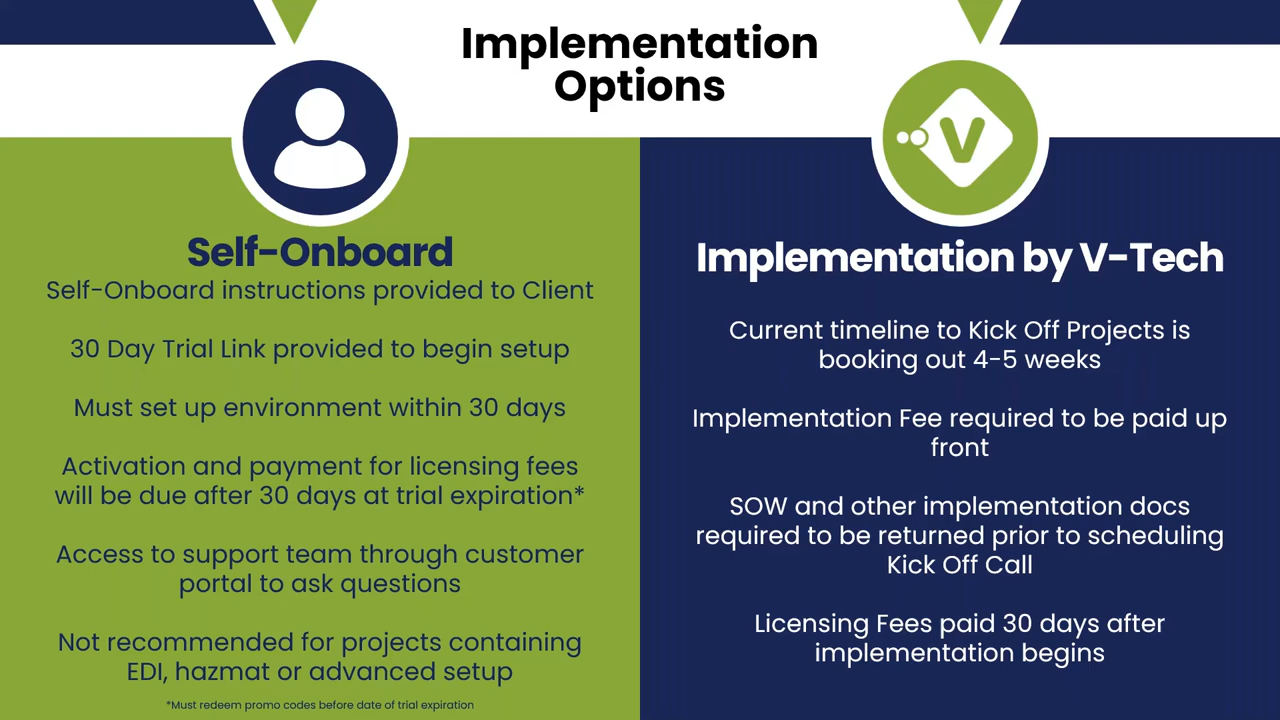 Implementation
Options
V
Self-Onboard
Self-Onboard instructions provided to Client
30 Day Trial Link provided to begin setup
Must set up environment within 30 days
Activation and payment for licensing fees
will be due after 30 days at trial expiration*
Access to support team through customer
portal to ask questions
Not recommended for projects containing
EDI, hazmat or advanced setup
*Must redeem promo codes before date of trial expiration
Implementation by V-Tech
Current timeline to Kick Off Projects is
booking out 4-5 weeks
Implementation Fee required to be paid up
front
SOW and other implementation docs
required to be returned prior to scheduling
Kick Off Call
Licensing Fees paid 30 days after
implementation begins